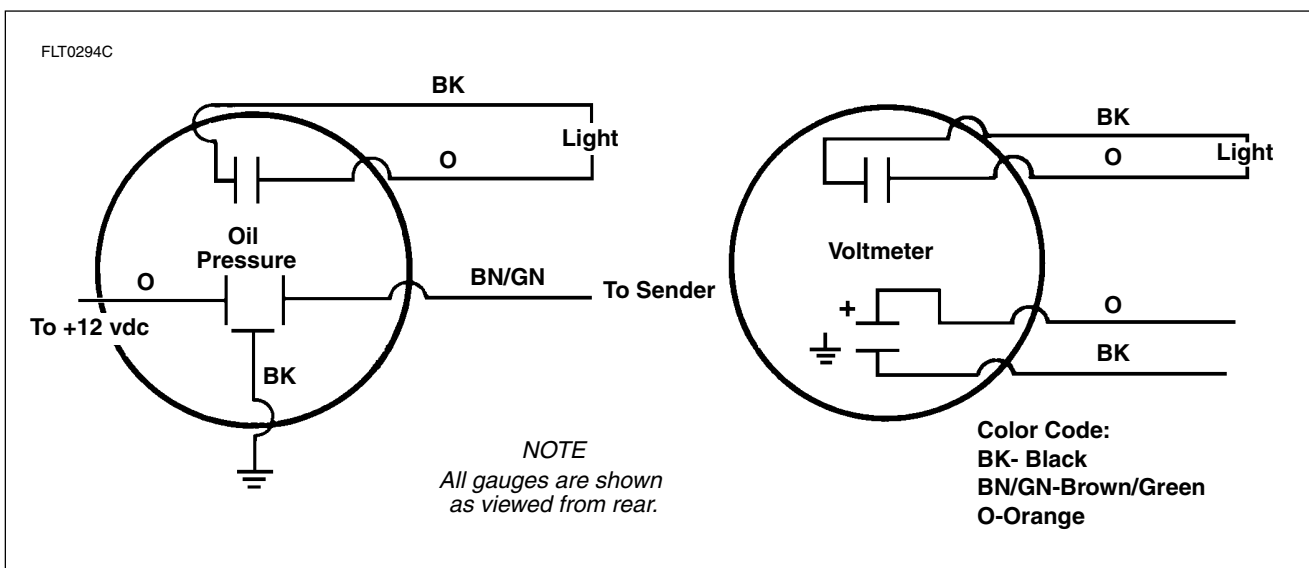 FLT0294C
BK
Light
O
Oil
Pressure
O
BN/GN
To Sender
To +12 vdc
BK
NOTE
All gauges are shown
as viewed from rear.
BK
O
Light
Voltmeter
+
O
BK
Color Code:
BK- Black
BN/GN-Brown/Green
O-Orange